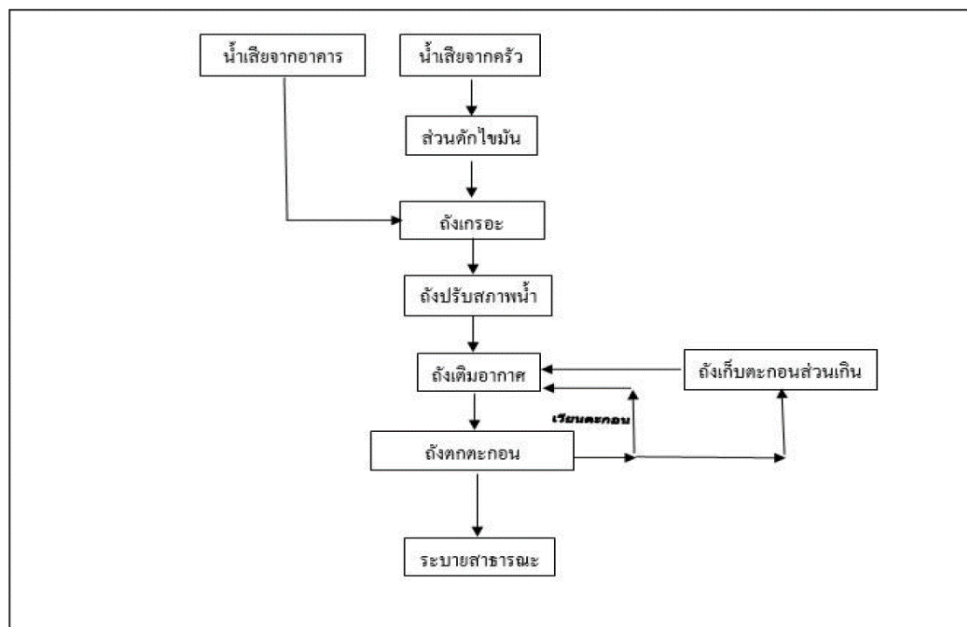 น้ำเสียจากอาคาร
น้ำเสียจากครัว
ส่วนดักไขมัน
ถังเกรอะ
ถังปรับสภาพน้ำ
ถังเติมอากาศ
ถังเก็บตะกอนส่วนเกิน
เวียนตะกอน
ถังตกตะกอน
ระบายสาธารณะ